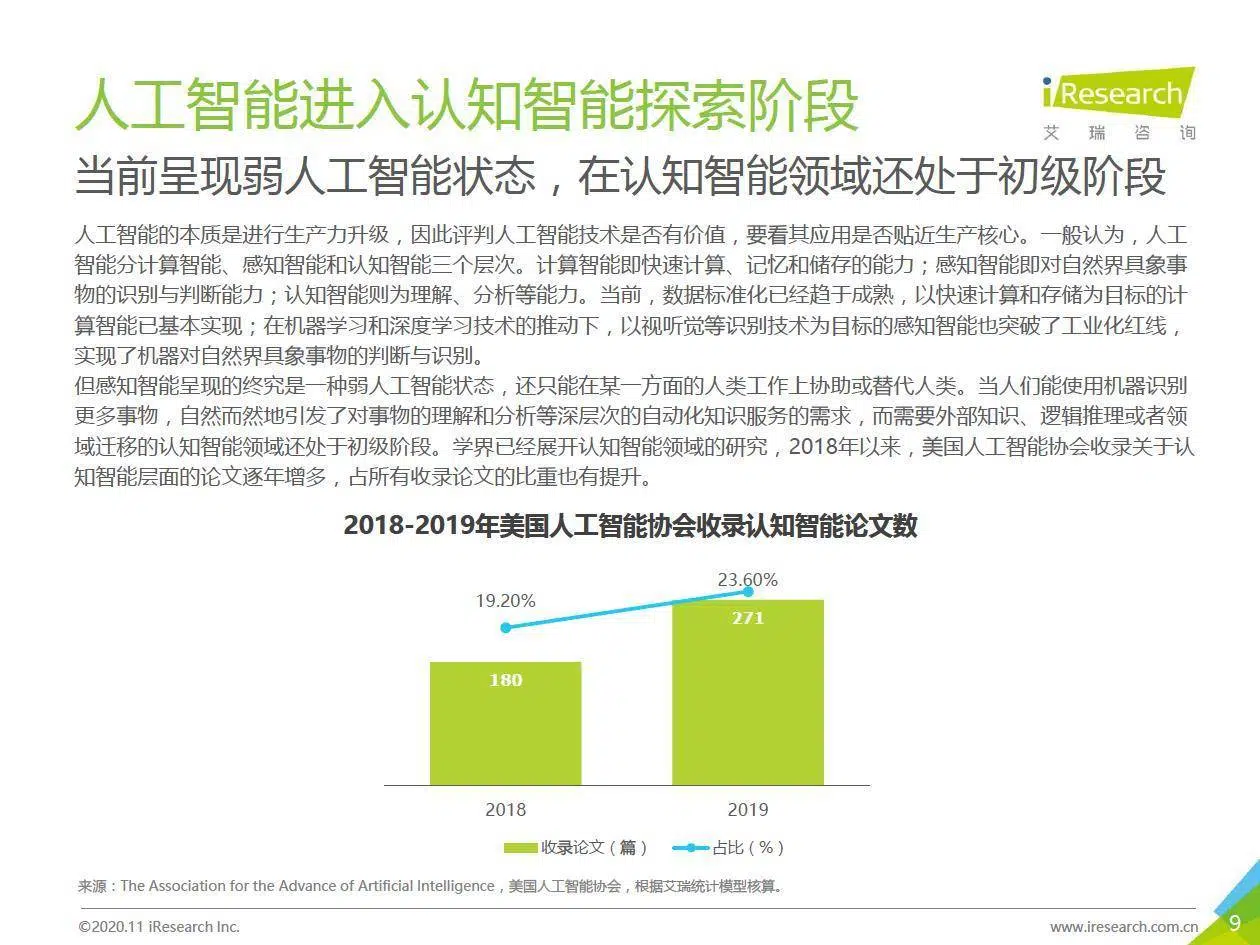 人工智能进入认知智能探索阶段
iResearch
艾瑞咨询
当前呈现弱人工智能状态，在认知智能领域还处于初级阶段
人工智能的本质是进行生产力升级，因此评判人工智能技术是否有价值，要看其应用是否贴近生产核心。一般认为，人工
智能分计算智能、感知智能和认知智能三个层次。计算智能即快速计算、记忆和储存的能力；感知智能即对自然界具象事
物的识别与判断能力；认知智能则为理解、分析等能力。当前，数据标准化已经趋于成熟，以快速计算和存储为目标的计
算智能已基本实现；在机器学习和深度学习技术的推动下，以视听觉等识别技术为目标的感知智能也突破了工业化红线，
实现了机器对自然界具象事物的判断与识别。
但感知智能呈现的终究是一种弱人工智能状态，还只能在某一方面的人类工作上协助或替代人类。当人们能使用机器识别
更多事物，自然而然地引发了对事物的理解和分析等深层次的自动化知识服务的需求，而需要外部知识、逻辑推理或者领
域迁移的认知智能领域还处于初级阶段。学界已经展开认知智能领域的研究，2018年以来，美国人工智能协会收录关于认
知智能层面的论文逐年增多，占所有收录论文的比重也有提升。
2018-2019年美国人工智能协会收录认知智能论文数
19.20%
23.60%
180
271
2018
2019
收录论文（篇）
占比（%）
来源：The Association for the Advance of Artificial Intelligence，美国人工智能协会，根据艾瑞统计模型核算。
©2020.11 iResearch Inc.
www.iresearch.com.cn
9